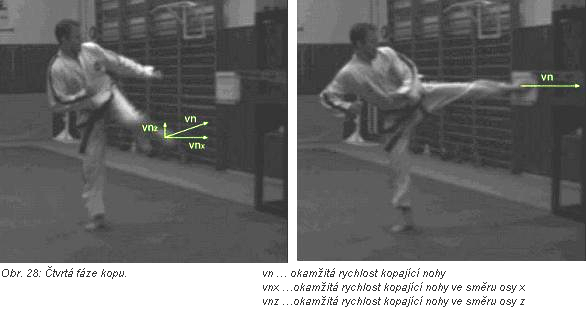 vnz
vn
vnx
vn
Obr. 28: Čtvrtá fáze kopu.
vn ... okamžitá rychlost kopající nohy
vnx ...okamžitá rychlost kopající nohy ve směru osy x
vnz ...okamžitá rychlost kopající nohy ve směru osy z